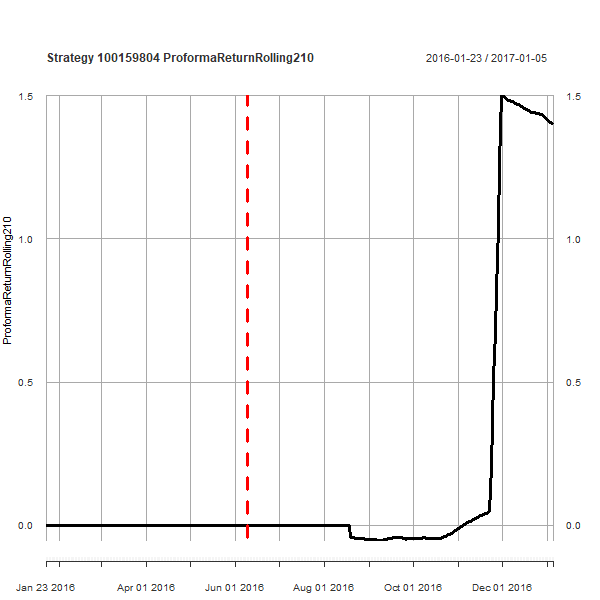 Strategy 100159804 ProformaReturnRolling210
2016-01-23 / 2017-01-05
1.5
1.5
1.0
1.0
ProformaReturnRolling210
0.5
0.5
0.0
0.0
Jan 23 2016
Apr 01 2016
Jun 01 2016
Aug 01 2016
Oct 01 2016
Dec 01 2016